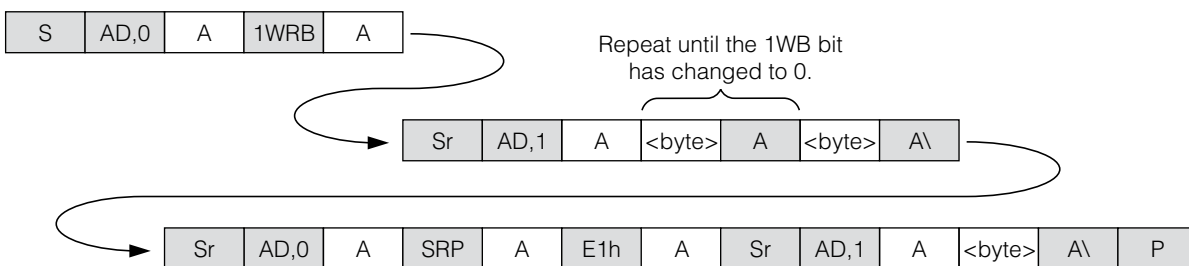 S AD,0 A 1WRB A
Repeat until the 1WB bit
has changed to 0.
Sr AD,1 A <byte> A <byte> A\
Sr AD,0 A SRP A E1h A Sr AD,1 A <byte> A\ P